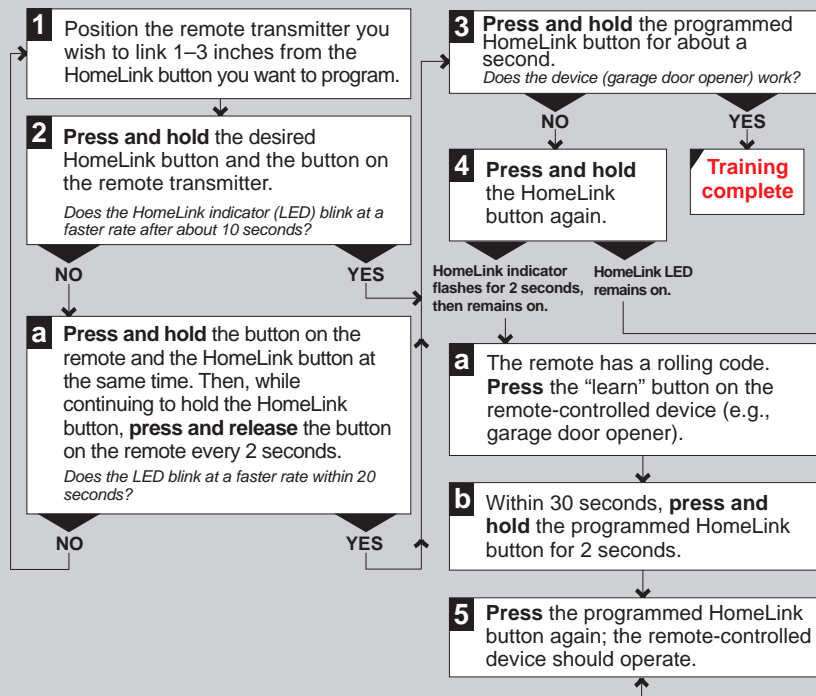 1
Position the remote transmitter you
wish to link 1–3 inches from the
HomeLink button you want to program.
2
Press and hold the desired
HomeLink button and the button on
the remote transmitter.
Does the HomeLink indicator (LED) blink at a
faster rate after about 10 seconds?
NO
YES
a
Press and hold the button on the
remote and the HomeLink button at
the same time. Then, while
continuing to hold the HomeLink
button, press and release the button
on the remote every 2 seconds.
Does the LED blink at a faster rate within 20
seconds?
NO
YES
3
Press and hold the programmed
HomeLink button for about a
second.
Does the device (garage door opener) work?
NO
YES
4
Press and hold
the HomeLink
button again.
Training
complete
HomeLink indicator
flashes for 2 seconds,
then remains on.
HomeLink LED
remains on.
a
The remote has a rolling code.
Press the “learn” button on the
remote-controlled device (e.g.,
garage door opener).
b
Within 30 seconds, press and
hold the programmed HomeLink
button for 2 seconds.
5
Press the programmed HomeLink
button again; the remote-controlled
device should operate.